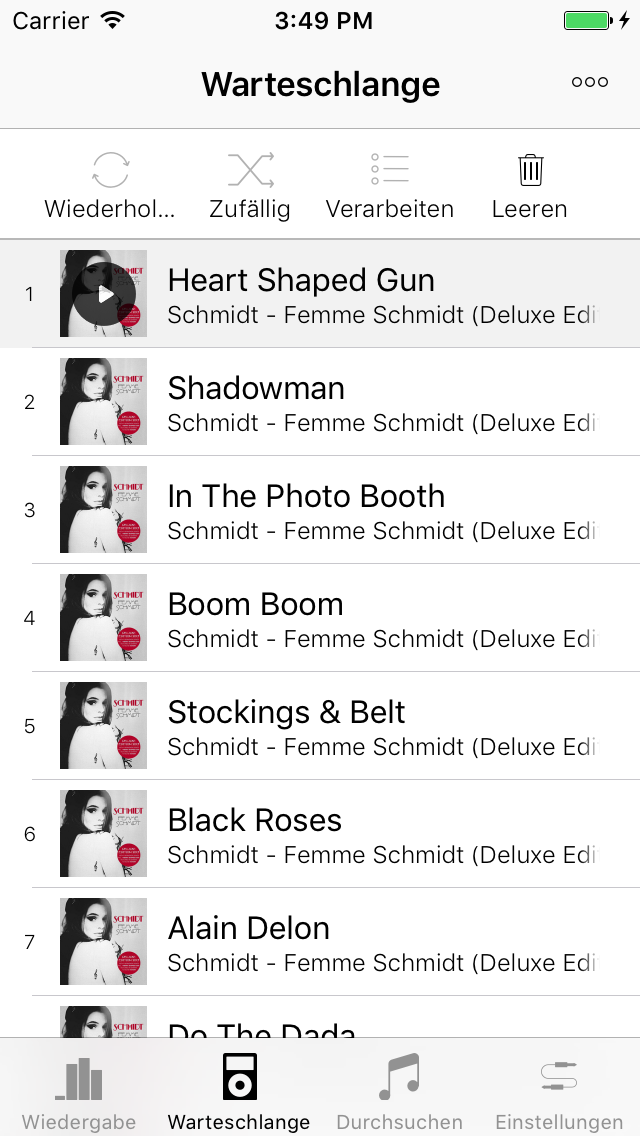 Carrier 3:49 PM
Warteschlange
Wiederhol... Zufällig Verarbeiten Leeren
1 Heart Shaped Gun
Schmidt - Femme Schmidt (Deluxe Edi
2 Shadowman
Schmidt - Femme Schmidt (Deluxe Edi
3 In The Photo Booth
Schmidt - Femme Schmidt (Deluxe Edi
4 Boom Boom
Schmidt - Femme Schmidt (Deluxe Edi
5 Stockings & Belt
Schmidt - Femme Schmidt (Deluxe Edi
6 Black Roses
Schmidt - Femme Schmidt (Deluxe Edi
7 Alain Delon
Schmidt - Femme Schmidt (Deluxe Edi
Do The Dada
Wiedergabe Warteschlange Durchsuchen Einstellungen